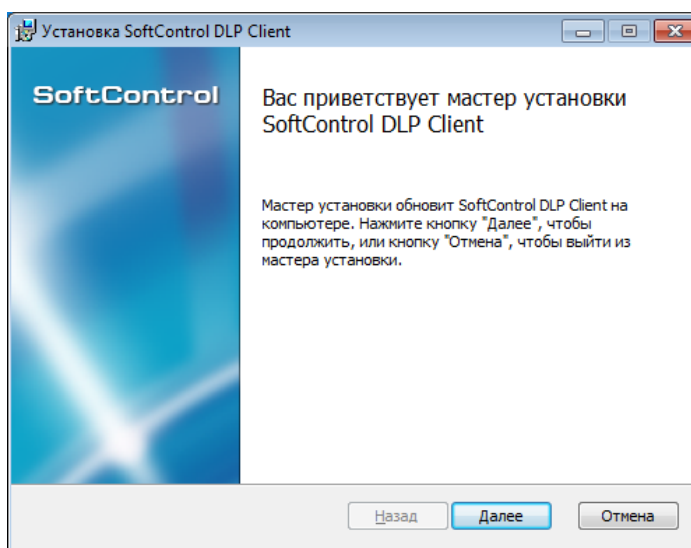 Установка SoftControl DLP Client
SoftControl
Вас приветствует мастер установки
SoftControl DLP Client
Мастер установки обновит SoftControl DLP Client на
компьютере. Нажмите кнопку "Далее", чтобы
продолжить, или кнопку "Отмена", чтобы выйти из
мастера установки.
Назад
Далее
Отмена